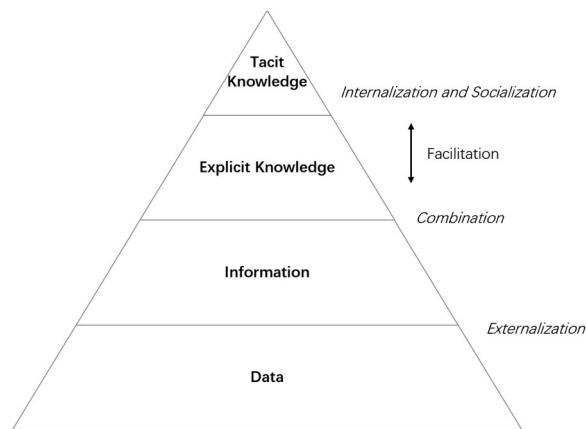 Tacit
Knowledge
Internalization and Socialization
Facilitation
Explicit Knowledge
Combination
Information
Externalization
Data